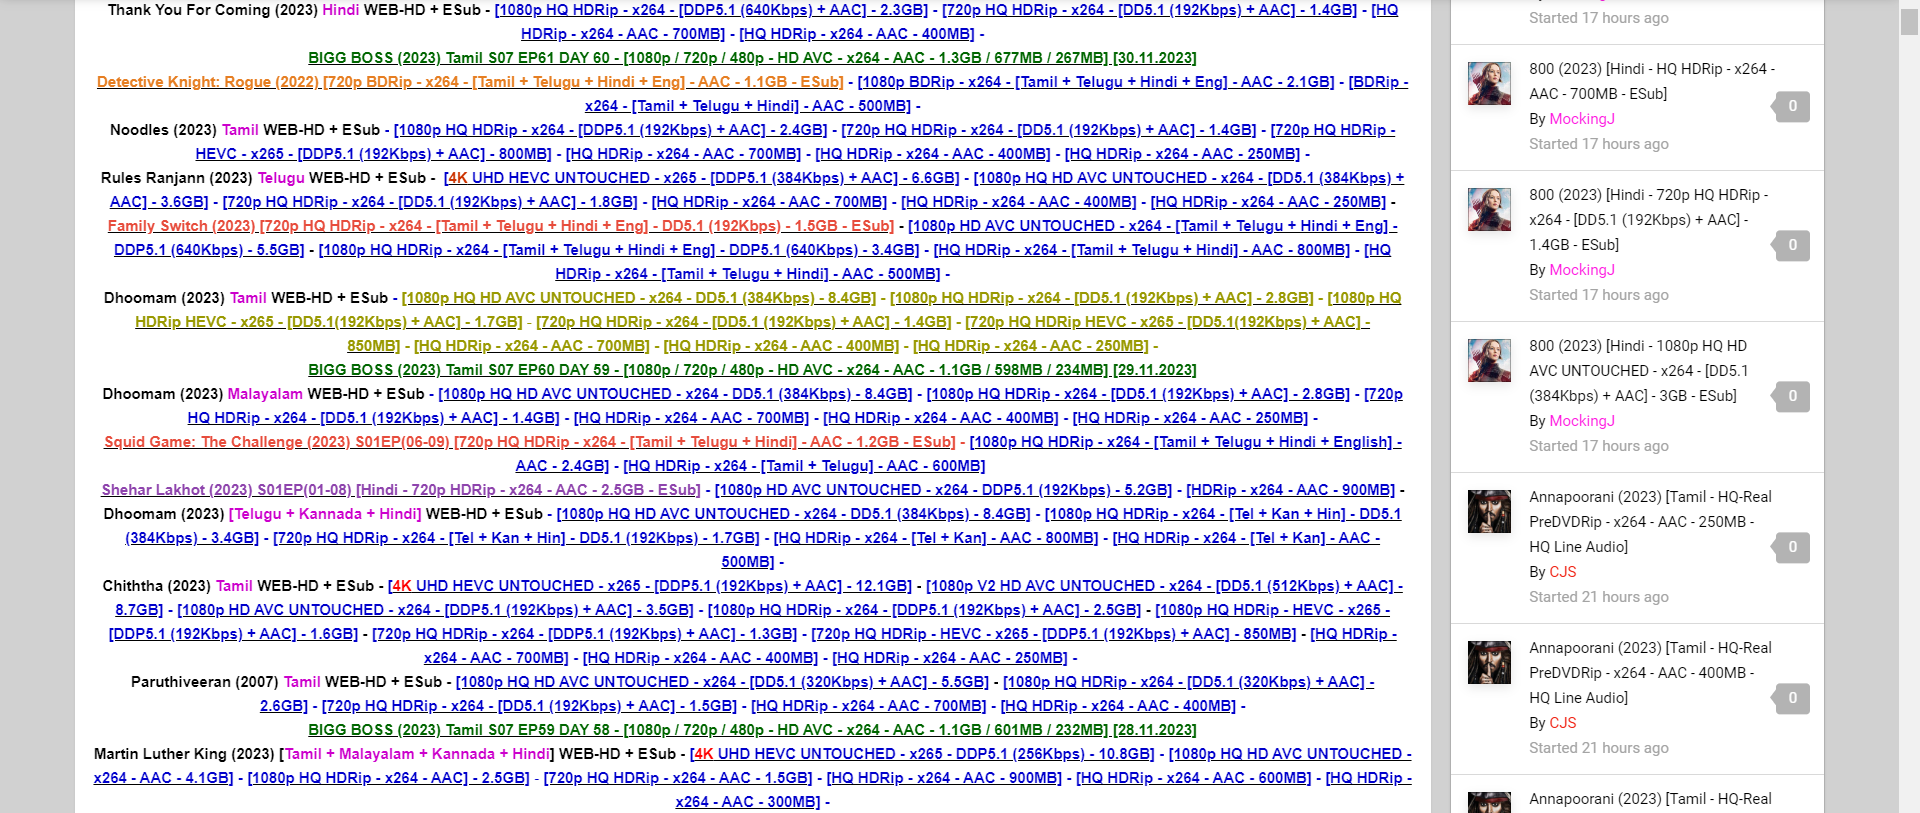 Thank You For Coming (2023) Hindi WEB-HD + ESub - [1080p HQ HDRip - x264 - [DDP5.1 (640Kbps) + AAC] - 2.3GB] - [720p HQ HDRip - x264 - [DD5.1 (192Kbps) + AAC] - 1.4GB] - [HQ
HDRip - x264 - AAC - 700MB] - [HQ HDRip - x264 - AAC - 400MB] -
BIGG BOSS (2023) Tamil S07 EP61 DAY 60 - [1080p / 720p / 480p - HD AVC - x264 - AAC - 1.3GB / 677MB / 267MB] [30.11.2023]
Detective Knight: Rogue (2022) [720p BDRip - x264 - [Tamil + Telugu + Hindi + Eng] - AAC - 1.1GB - ESub] - [1080p BDRip - x264 - [Tamil + Telugu + Hindi + Eng] - AAC - 2.1GB] - [BDRip -
x264 - [Tamil + Telugu + Hindi] - AAC - 500MB] -
Noodles (2023) Tamil WEB-HD + ESub - [1080p HQ HDRip - x264 - [DDP5.1 (192Kbps) + AAC] - 2.4GB] - [720p HQ HDRip - x264 - [DD5.1 (192Kbps) + AAC] - 1.4GB] - [720p HQ HDRip -
HEVC - x265 - [DDP5.1 (192Kbps) + AAC] - 800MB] - [HQ HDRip - x264 - AAC - 700MB] - [HQ HDRip - x264 - AAC - 400MB] - [HQ HDRip - x264 - AAC - 250MB] -
Rules Ranjann (2023) Telugu WEB-HD + ESub - [4K UHD HEVC UNTOUCHED - x265 - [DDP5.1 (384Kbps) + AAC] - 6.6GB] - [1080p HQ HD AVC UNTOUCHED - x264 - [DD5.1 (384Kbps) +
AAC] - 3.6GB] - [720p HQ HDRip - x264 - [DD5.1 (192Kbps) + AAC] - 1.8GB] - [HQ HDRip - x264 - AAC - 700MB] - [HQ HDRip - x264 - AAC - 400MB] - [HQ HDRip - x264 - AAC - 250MB] -
Family Switch (2023) [720p HQ HDRip - x264 - [Tamil + Telugu + Hindi + Eng] - DD5.1 (192Kbps) - 1.5GB - ESub] - [1080p HD AVC UNTOUCHED - x264 - [Tamil + Telugu + Hindi + Eng] -
DDP5.1 (640Kbps) - 5.5GB] - [1080p HQ HDRip - x264 - [Tamil + Telugu + Hindi + Eng] - DDP5.1 (640Kbps) - 3.4GB] - [HQ HDRip - x264 - [Tamil + Telugu + Hindi] - AAC - 800MB] - [HQ
HDRip - x264 - [Tamil + Telugu + Hindi] - AAC - 500MB] -
Dhoomam (2023) Tamil WEB-HD + ESub - [1080p HQ HD AVC UNTOUCHED - x264 - DD5.1 (384Kbps) - 8.4GB] - [1080p HQ HDRip - x264 - [DD5.1 (192Kbps) + AAC] - 2.8GB] - [1080p HQ
HDRip HEVC - x265 - [DD5.1(192Kbps) + AAC] - 1.7GB] - [720p HQ HDRip - x264 - [DD5.1 (192Kbps) + AAC] - 1.4GB] - [720p HQ HDRip HEVC - x265 - [DD5.1(192Kbps) + AAC] -
850MB] - [HQ HDRip - x264 - AAC - 700MB] - [HQ HDRip - x264 - AAC - 400MB] - [HQ HDRip - x264 - AAC - 250MB] -
BIGG BOSS (2023) Tamil S07 EP60 DAY 59 - [1080p / 720p / 480p - HD AVC - x264 - AAC - 1.1GB / 598MB / 234MB] [29.11.2023]
Dhoomam (2023) Malayalam WEB-HD + ESub - [1080p HQ HD AVC UNTOUCHED - x264 - DD5.1 (384Kbps) - 8.4GB] - [1080p HQ HDRip - x264 - [DD5.1 (192Kbps) + AAC] - 2.8GB] - [720p
HQ HDRip - x264 - [DD5.1 (192Kbps) + AAC] - 1.4GB] - [HQ HDRip - x264 - AAC - 700MB] - [HQ HDRip - x264 - AAC - 400MB] - [HQ HDRip - x264 - AAC - 250MB] -
Squid Game: The Challenge (2023) S01EP(06-09) [720p HQ HDRip - x264 - [Tamil + Telugu + Hindi] - AAC - 1.2GB - ESub] - [1080p HQ HDRip - x264 - [Tamil + Telugu + Hindi + English] -
AAC - 2.4GB] - [HQ HDRip - x264 - [Tamil + Telugu] - AAC - 600MB]
Shehar Lakhot (2023) S01EP(01-08) [Hindi - 720p HDRip - x264 - AAC - 2.5GB - ESub] - [1080p HD AVC UNTOUCHED - x264 - DDP5.1 (192Kbps) - 5.2GB] - [HDRip - x264 - AAC - 900MB] -
Dhoomam (2023) [Telugu + Kannada + Hindi] WEB-HD + ESub - [1080p HQ HD AVC UNTOUCHED - x264 - DD5.1 (384Kbps) - 8.4GB] - [1080p HQ HDRip - x264 - [Tel + Kan + Hin] - DD5.1
(384Kbps) - 3.4GB] - [720p HQ HDRip - x264 - [Tel + Kan + Hin] - DD5.1 (192Kbps) - 1.7GB] - [HQ HDRip - x264 - [Tel + Kan] - AAC - 800MB] - [HQ HDRip - x264 - [Tel + Kan] - AAC -
500MB] -
Chiththa (2023) Tamil WEB-HD + ESub - [4K UHD HEVC UNTOUCHED - x265 - [DDP5.1 (192Kbps) + AAC] - 12.1GB] - [1080p V2 HD AVC UNTOUCHED - x264 - [DD5.1 (512Kbps) + AAC] -
8.7GB] - [1080p HD AVC UNTOUCHED - x264 - [DDP5.1 (192Kbps) + AAC] - 3.5GB] - [1080p HQ HDRip - x264 - [DDP5.1 (192Kbps) + AAC] - 2.5GB] - [1080p HQ HDRip - HEVC - x265 -
[DDP5.1 (192Kbps) + AAC] - 1.6GB] - [720p HQ HDRip - x264 - [DDP5.1 (192Kbps) + AAC] - 1.3GB] - [720p HQ HDRip - HEVC - x265 - [DDP5.1 (192Kbps) + AAC] - 850MB] - [HQ HDRip -
x264 - AAC - 700MB] - [HQ HDRip - x264 - AAC - 400MB] - [HQ HDRip - x264 - AAC - 250MB] -
Paruthiveeran (2007) Tamil WEB-HD + ESub - [1080p HQ HD AVC UNTOUCHED - x264 - [DD5.1 (320Kbps) + AAC] - 5.5GB] - [1080p HQ HDRip - x264 - [DD5.1 (320Kbps) + AAC] -
2.6GB] - [720p HQ HDRip - x264 - [DD5.1 (192Kbps) + AAC] - 1.5GB] - [HQ HDRip - x264 - AAC - 700MB] - [HQ HDRip - x264 - AAC - 400MB] -
BIGG BOSS (2023) Tamil S07 EP59 DAY 58 - [1080p / 720p / 480p - HD AVC - x264 - AAC - 1.1GB / 601MB / 232MB] [28.11.2023]
Martin Luther King (2023) [Tamil + Malayalam + Kannada + Hindi] WEB-HD + ESub - [4K UHD HEVC UNTOUCHED - x265 - DDP5.1 (256Kbps) - 10.8GB] - [1080p HQ HD AVC UNTOUCHED -
x264 - AAC - 4.1GB] - [1080p HQ HDRip - x264 - AAC] - 2.5GB] - [720p HQ HDRip - x264 - AAC - 1.5GB] - [HQ HDRip - x264 - AAC - 900MB] - [HQ HDRip - x264 - AAC - 600MB] - [HQ HDRip -
x264 - AAC - 300MB] -
Started 17 hours ago
800 (2023) [Hindi - HQ HDRip - x264 -
AAC - 700MB - ESub]
0
By MockingJ
Started 17 hours ago
800 (2023) [Hindi - 720p HQ HDRip -
x264 - [DD5.1 (192Kbps) + AAC] -
1.4GB - ESub]
0
By MockingJ
Started 17 hours ago
800 (2023) [Hindi - 1080p HQ HD
AVC UNTOUCHED - x264 - [DD5.1
(384Kbps) + AAC] - 3GB - ESub]
0
By MockingJ
Started 17 hours ago
Annapoorani (2023) [Tamil - HQ-Real
PreDVDRip - x264 - AAC - 250MB -
HQ Line Audio]
0
By CJS
Started 21 hours ago
Annapoorani (2023) [Tamil - HQ-Real
PreDVDRip - x264 - AAC - 400MB -
HQ Line Audio]
0
By CJS
Started 21 hours ago
Annapoorani (2023) [Tamil - HQ-Real